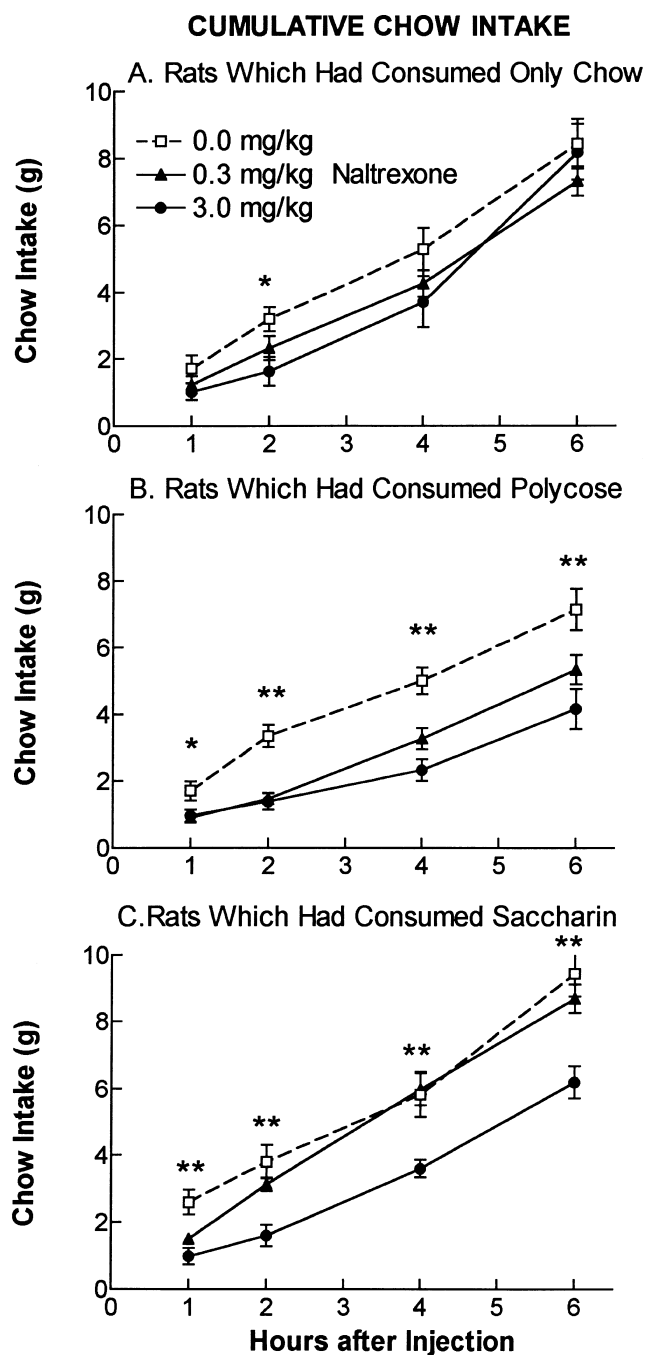 CUMULATIVE CHOW INTAKE
A. Rats Which Had Consumed Only Chow
10
8
6
4
2
0
Chow Intake (g)
0.0 mg/kg
0.3 mg/kg Naltrexone
3.0 mg/kg
*
0 1 2 3 4 5 6
B. Rats Which Had Consumed Polycose
10
8
6
4
2
0
Chow Intake (g)
* ** ** **
0 1 2 3 4 5 6
C.Rats Which Had Consumed Saccharin
10
8
6
4
2
0
Chow Intake (g)
** ** ** **
0 1 2 3 4 5 6
Hours after Injection